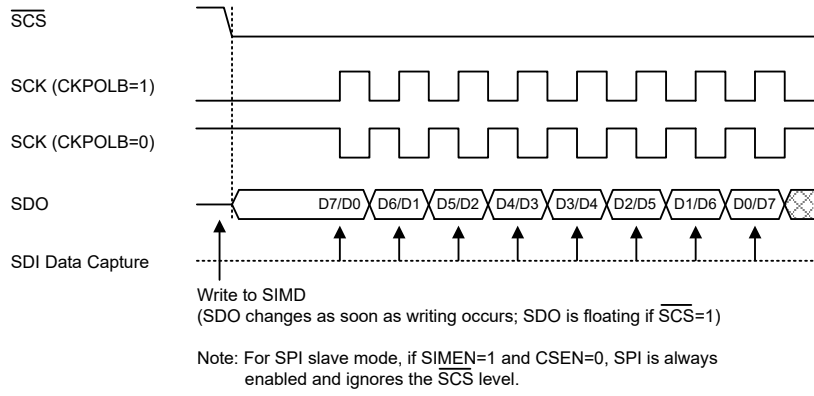 SCS
SCK (CKPOLB=1)
SCK (CKPOLB=0)
SDO
D7/D0 D6/D1 D5/D2 D4/D3 D3/D4 D2/D5 D1/D6 D0/D7
SDI Data Capture
Write to SIMD
(SDO changes as soon as writing occurs; SDO is floating if SCS=1)
Note: For SPI slave mode, if SIMEN=1 and CSEN=0, SPI is always
enabled and ignores the SCS level.